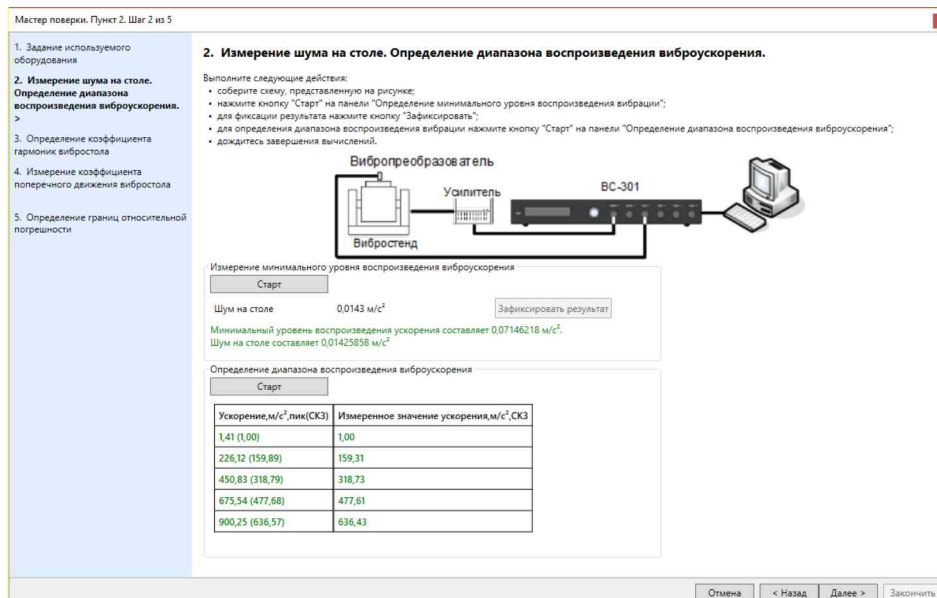 Мастер поверки. Пункт 2. Шаг 2 из 5
1. Задание используемого
оборудования
2. Измерение шума на столе.
Определение диапазона
воспроизведения виброускорения.
>
3. Определение коэффициента
гармоник вибростола
4. Измерение коэффициента
поперечного движения вибростола
5. Определение границ относительной
погрешности
2. Измерение шума на столе. Определение диапазона воспроизведения виброускорения.
Выполните следующие действия:
• соберите схему, представленную на рисунке;
• нажмите кнопку "Старт" на панели "Определение минимального уровня воспроизведения вибрации";
• для фиксации результата нажмите кнопку "Зафиксировать";
• для определения диапазона воспроизведения вибрации нажмите кнопку "Старт" на панели "Определение диапазона воспроизведения виброускорения";
• дождитесь завершения вычислений.
Вибропреобразователь
Усилитель
ВС-301
Вибростенд
Измерение минимального уровня воспроизведения виброускорения
Старт
Шум на столе 0,0143 м/с² Зафиксировать результат
Минимальный уровень воспроизведения ускорения составляет 0,07146218 м/с².
Шум на столе составляет 0,01425858 м/с²
Определение диапазона воспроизведения виброускорения
Старт
Ускорение,м/с²,пик(СКЗ) Измеренное значение ускорения,м/с²,СКЗ
1,41 (1,00) 1,00
226,12 (159,89) 159,31
450,83 (318,79) 318,73
675,54 (477,68) 477,61
900,25 (636,57) 636,43
Отмена < Назад Далее > Закончить